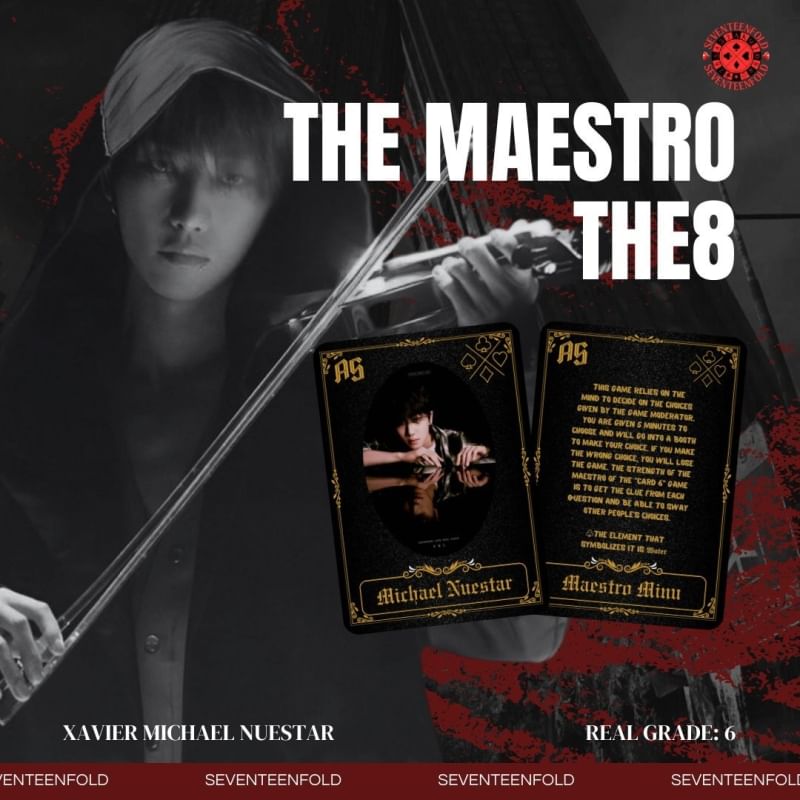 SEVENTEENFOLD
SEVENTEENFOLD
THE MAESTRO
THE8
AS
Michael Nuestar
AS
THIS GAME RELIES ON THE
MIND TO DECIDE ON THE CHOICES
GIVEN BY THE GAME MODERATOR.
YOU ARE GIVEN 5 MINUTES TO
CHOOSE AND WILL GO INTO A BOOTH
TO MAKE YOUR CHOICE. IF YOU MAKE
THE WRONG CHOICE, YOU WILL LOSE
THE GAME. THE STRENGTH OF THE
MAESTRO OF THE "CARD 6" GAME
IS TO GET THE CLUE FROM EACH
QUESTION AND BE ABLE TO SWAY
OTHER PEOPLE'S CHOICES.
THE ELEMENT THAT
SYMBOLIZES IT IS Water
Maestro Minu
XAVIER MICHAEL NUESTAR
REAL GRADE: 6
VENTEENFOLD SEVENTEENFOLD SEVENTEENFOLD SEVENTEENFO